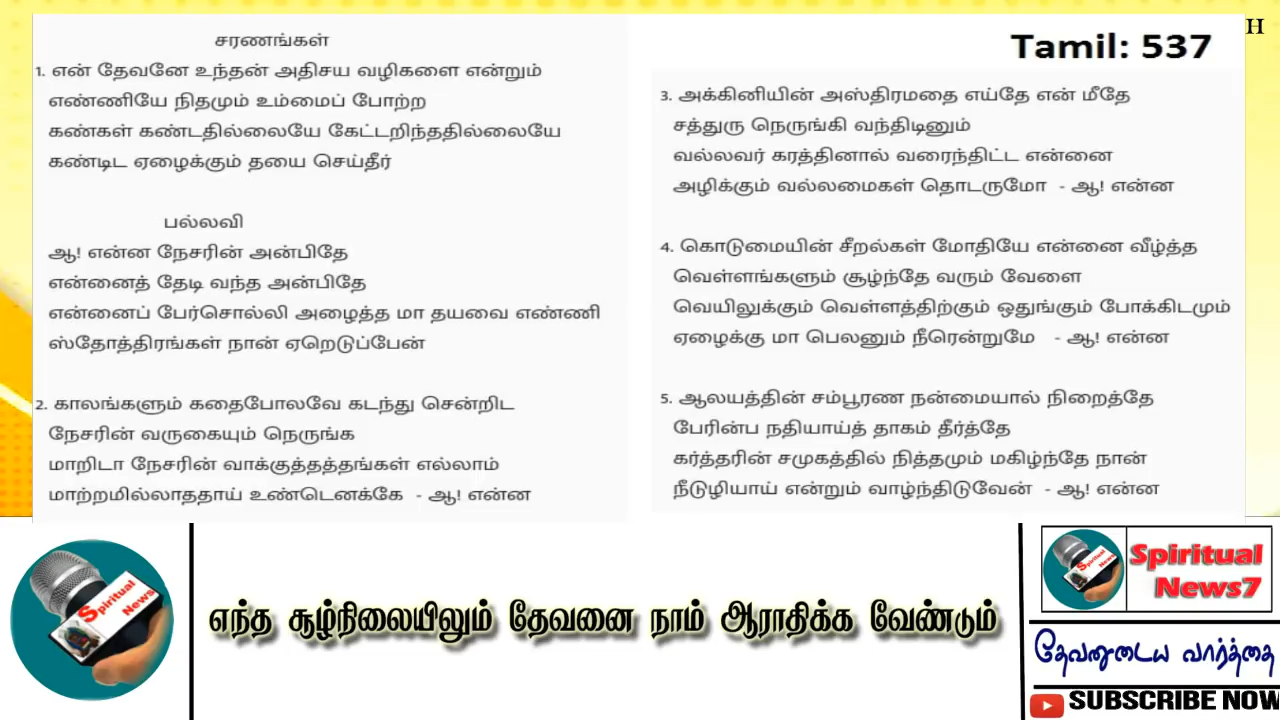 சரணங்கள்
1. என் தேவனே உந்தன் அதிசய வழிகளை என்றும்
எண்ணியே நிதமும் உம்மைப் போற்ற
கண்கள் கண்டதில்லையே கேட்டறிந்ததில்லையே
கண்டிட ஏழைக்கும் தயை செய்தீர்
பல்லவி
ஆ! என்ன நேசரின் அன்பிதே
என்னைத் தேடி வந்த அன்பிதே
என்னைப் பேர்சொல்லி அழைத்த மா தயவை எண்ணி
ஸ்தோத்திரங்கள் நான் ஏறெடுப்பேன்
2. காலங்களும் கதைபோலவே கடந்து சென்றிட
நேசரின் வருகையும் நெருங்க
மாறிடா நேசரின் வாக்குத்தத்தங்கள் எல்லாம்
மாற்றமில்லாததாய் உண்டெனக்கே - ஆ! என்ன
H
Tamil: 537
3. அக்கினியின் அஸ்திரமதை எய்தே என் மீதே
சத்துரு நெருங்கி வந்திடினும்
வல்லவர் கரத்தினால் வரைந்திட்ட என்னை
அழிக்கும் வல்லமைகள் தொடருமோ - ஆ! என்ன
4. கொடுமையின் சீறல்கள் மோதியே என்னை வீழ்த்த
வெள்ளங்களும் சூழ்ந்தே வரும் வேளை
வெயிலுக்கும் வெள்ளத்திற்கும் ஒதுங்கும் போக்கிடமும்
ஏழைக்கு மா பெலனும் நீரென்றுமே - ஆ! என்ன
5. ஆலயத்தின் சம்பூரண நன்மையால் நிறைத்தே
பேரின்ப நதியாய்த் தாகம் தீர்த்தே
கர்த்தரின் சமுகத்தில் நித்தமும் மகிழ்ந்தே நான்
நீடுழியாய் என்றும் வாழ்ந்திடுவேன் - ஆ! என்ன
Spiritual
News
எந்த சூழ்நிலையிலும் தேவனை நாம் ஆராதிக்க வேண்டும்
Spiritual
News
Spiritual
News7
தேவனுடைய வார்த்தை
SUBSCRIBE NOW